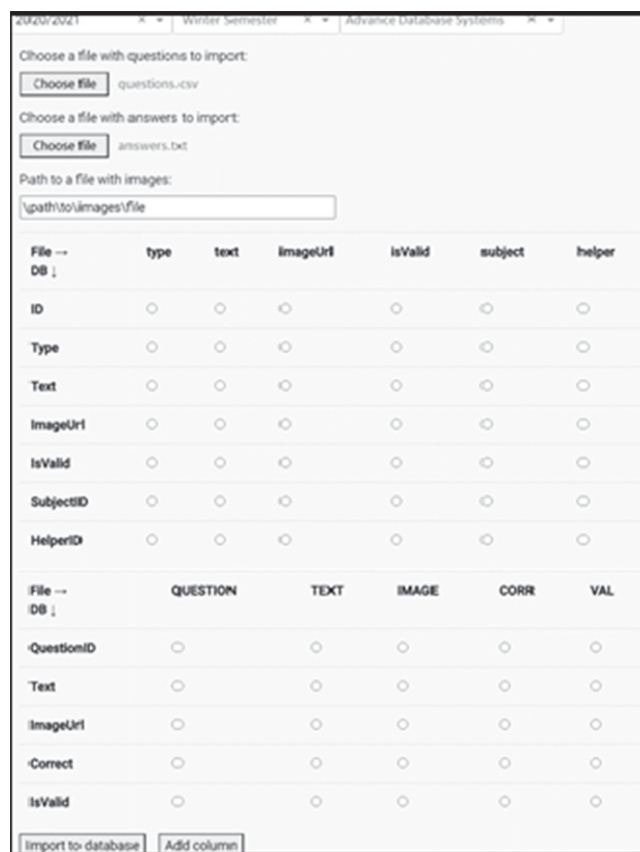 2020/2021 × Winter Semester × Advance Database Systems ×
Choose a file with questions to import:
Choose file questions.csv
Choose a file with answers to import:
Choose file answers.txt
Path to a file with images:
\path\to\images\file
File → type text imageUrl isValid subject helper
DB ↓
ID
Type
Text
ImageUrl
IsValid
SubjectID
HelperID
File → QUESTION TEXT IMAGE CORR VAL
DB ↓
QuestionID
Text
ImageUrl
Correct
IsValid
Import to database Add column